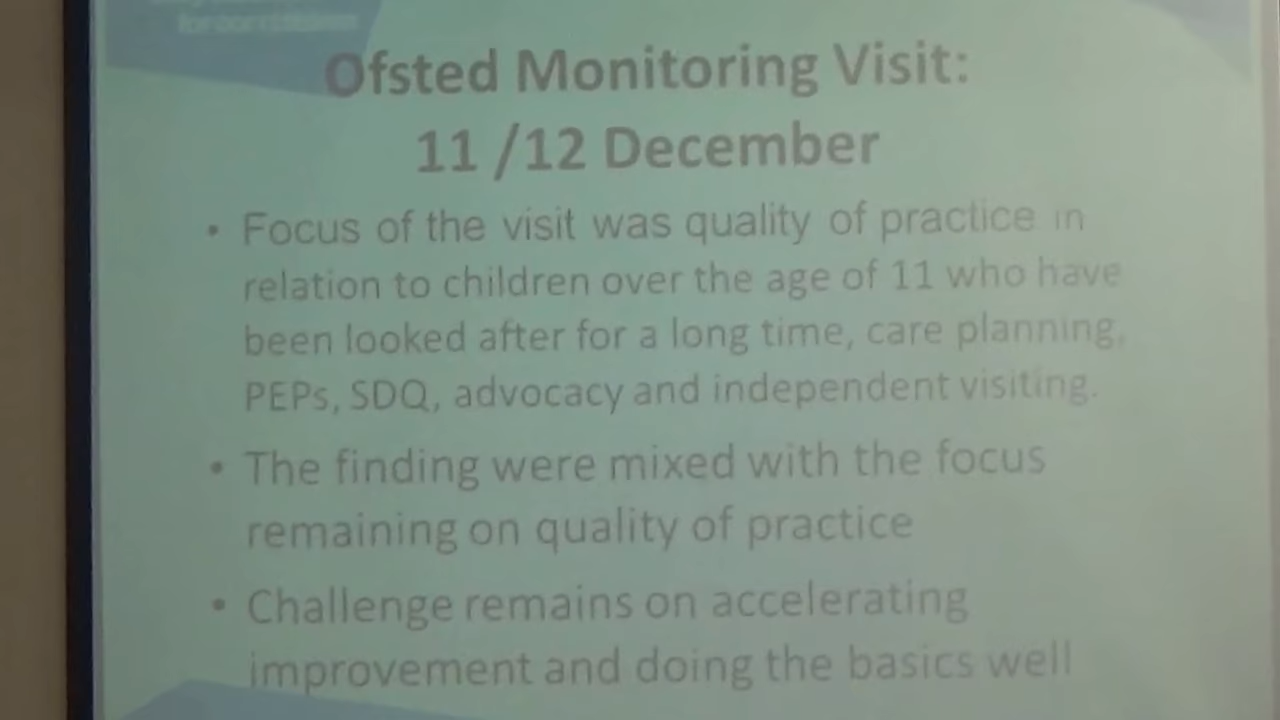 for our citizens
Ofsted Monitoring Visit:
11 /12 December
• Focus of the visit was quality of practice in
relation to children over the age of 11 who have
been looked after for a long time, care planning,
PEPs, SDQ, advocacy and independent visiting.
• The finding were mixed with the focus
remaining on quality of practice
• Challenge remains on accelerating
improvement and doing the basics well